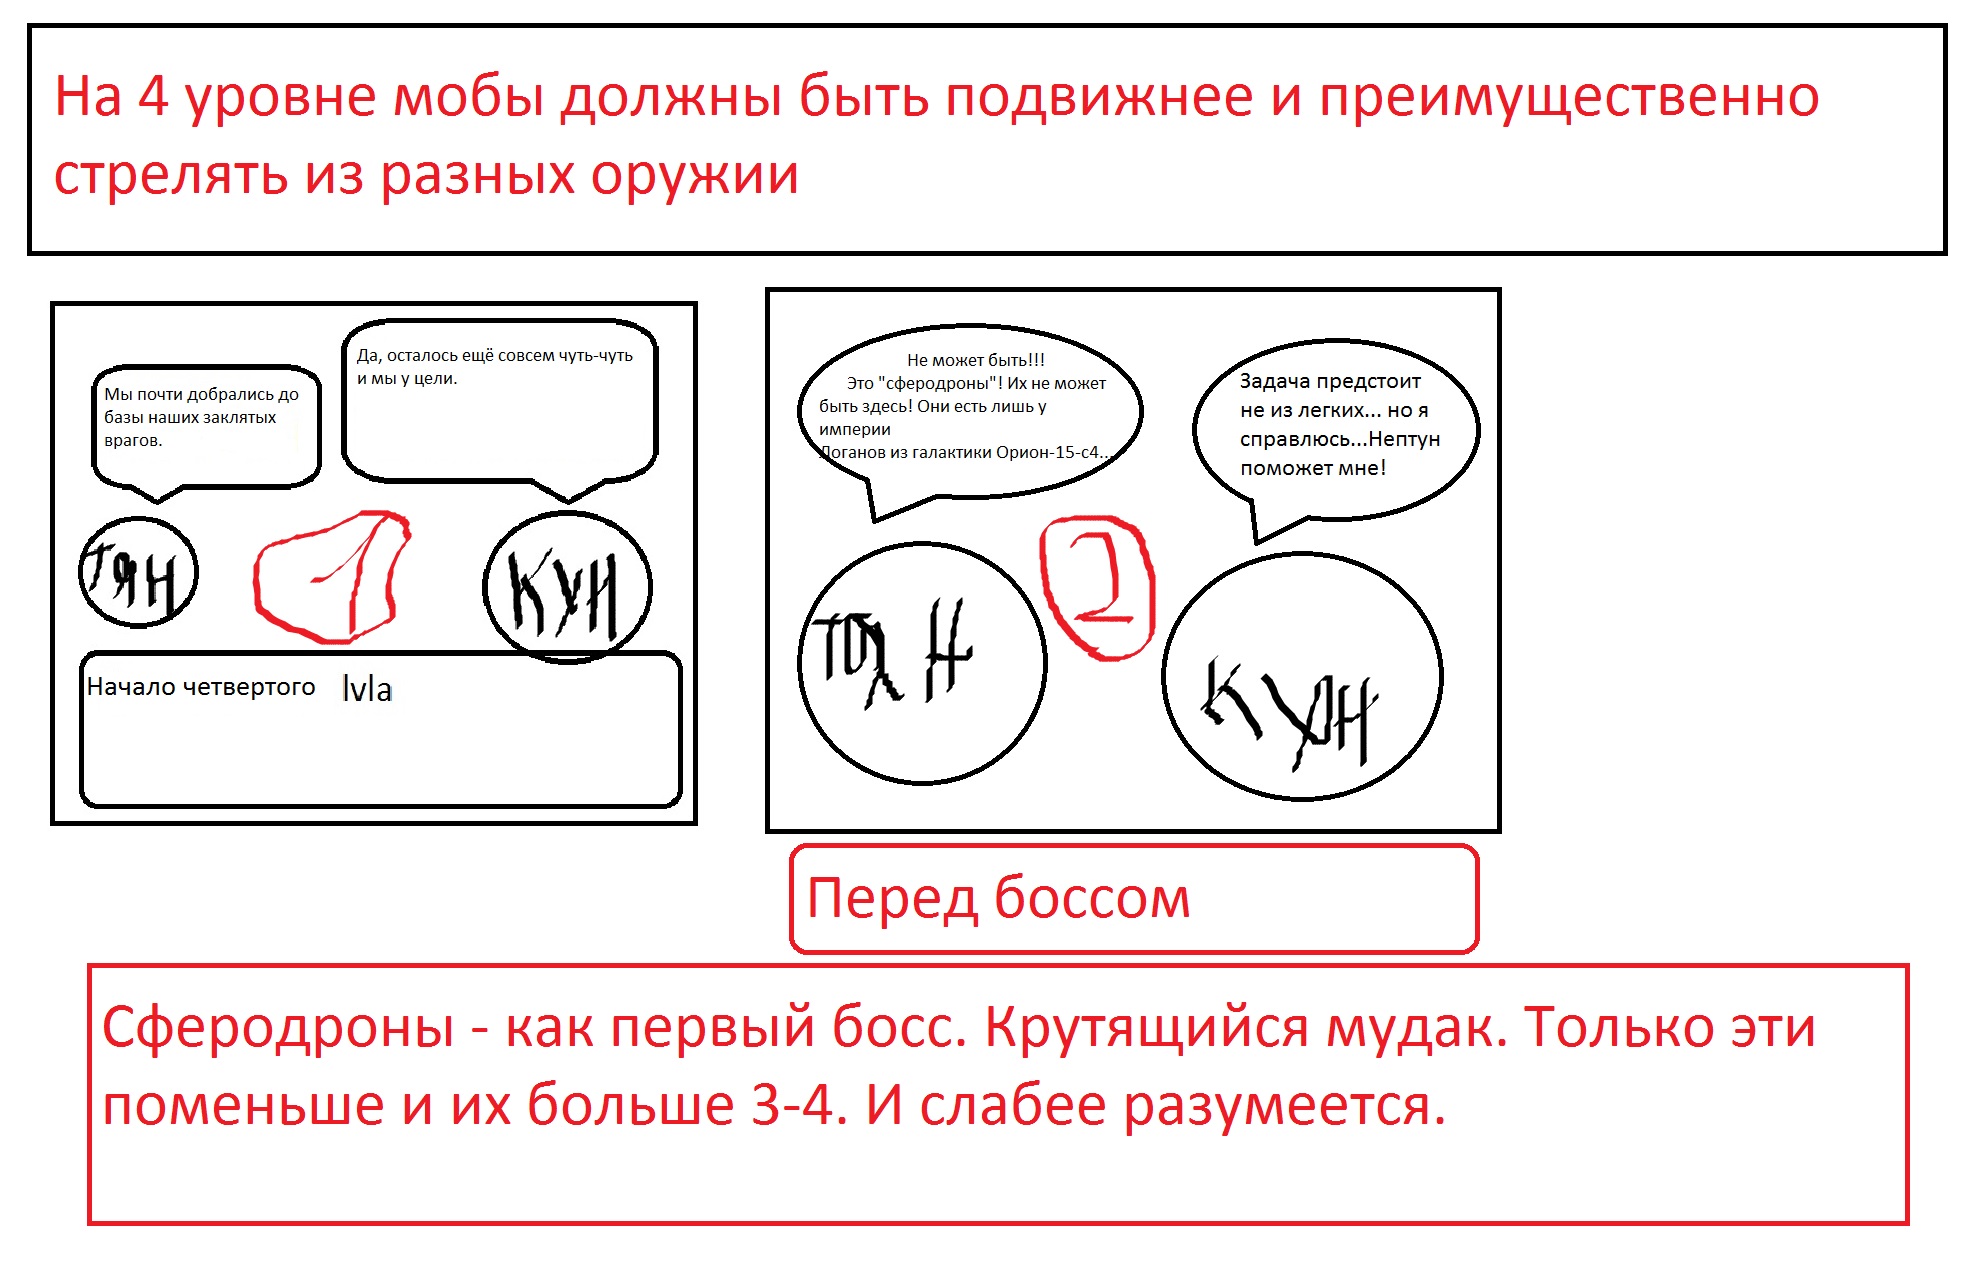 На 4 уровне мобы должны быть подвижнее и преимущественно
стрелять из разных оружии
Мы почти добрались до
базы наших заклятых
врагов.
Да, осталось ещё совсем чуть-чуть
и мы у цели.
ТЯН
1
КУН
Начало четвертого lvla
Не может быть!!!
Это "сферодроны"! Их не может
быть здесь! Они есть лишь у
империи
Логанов из галактики Орион-15-с4...
Задача предстоит
не из легких... но я
справлюсь...Нептун
поможет мне!
ТЯН
2
КУН
Перед боссом
Сферодроны - как первый босс. Крутящийся мудак. Только эти
поменьше и их больше 3-4. И слабее разумеется.